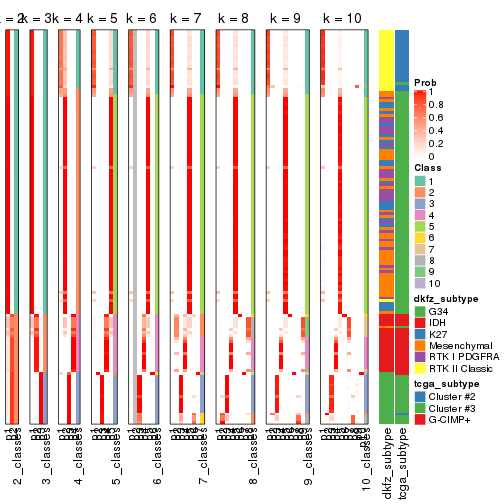 k = 2
k = 3
k = 4
k = 5
k = 6
k = 7
k = 8
k = 9
k = 10
Prob
1
0.8
0.6
0.4
0.2
0
Class
1
2
3
4
5
6
7
8
9
10
dkfz_subtype
G34
IDH
K27
Mesenchymal
RTK I PDGFRA
RTK II Classic
tcga_subtype
Cluster #2
Cluster #3
G-CIMP+
2_classes
3_classes
4_classes
5_classes
6_classes
7_classes
8_classes
9_classes
10_classes
dkfz_subtype
tcga_subtype